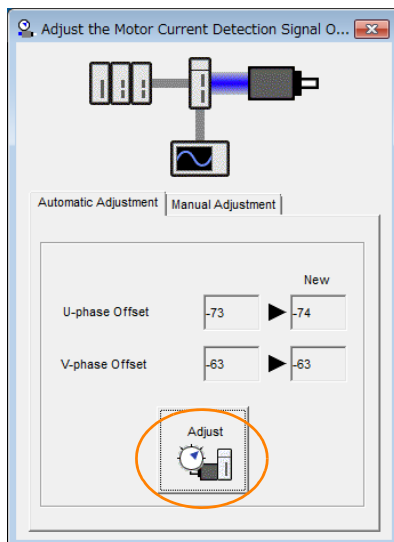 Adjust the Motor Current Detection Signal O...
Automatic Adjustment
Manual Adjustment
New
U-phase Offset
-73
-74
V-phase Offset
-63
-63
Adjust